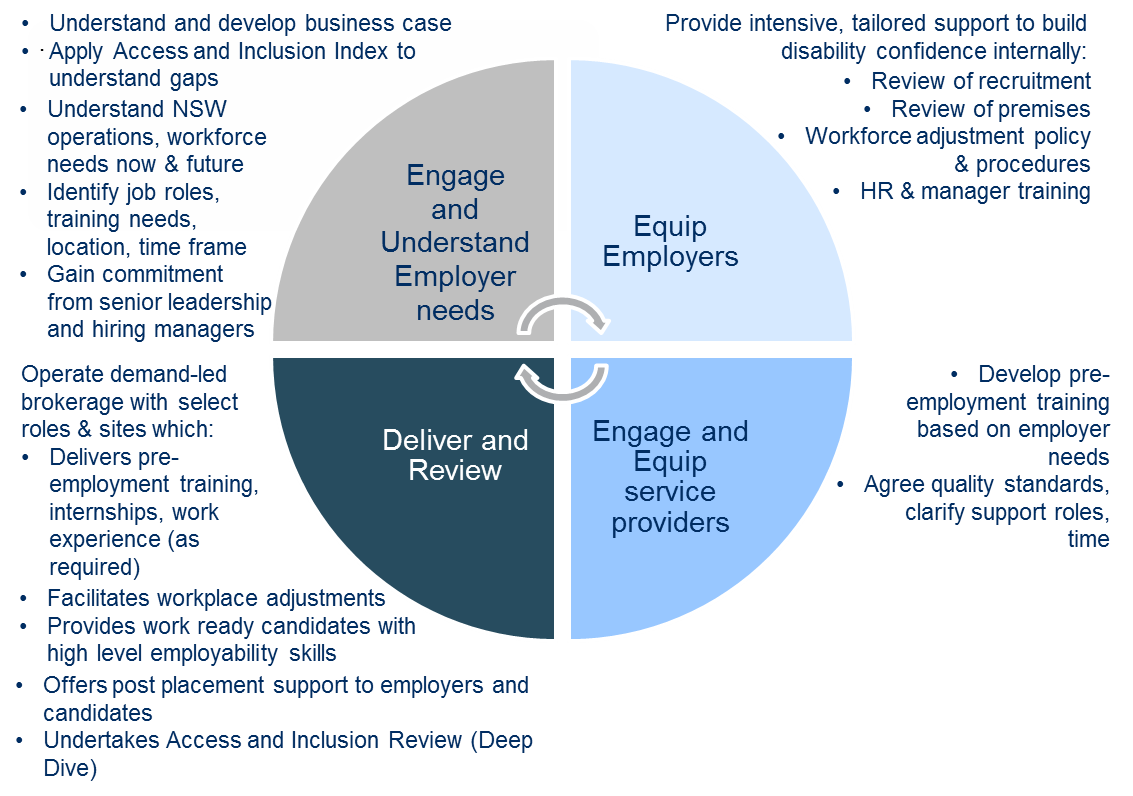 • Understand and develop business case
• · Apply Access and Inclusion Index to
understand gaps
• Understand NSW
operations, workforce
needs now & future
• Identify job roles,
training needs,
location, time frame
• Gain commitment
from senior leadership
and hiring managers
Engage
and
Understand
Employer
needs
Provide intensive, tailored support to build
disability confidence internally:
• Review of recruitment
• Review of premises
• Workforce adjustment policy
& procedures
• HR & manager training
Equip
Employers
Operate demand-led
brokerage with select
roles & sites which:
• Delivers pre-
employment training,
internships, work
experience (as
required)
• Facilitates workplace adjustments
• Provides work ready candidates with
high level employability skills
• Offers post placement support to employers and
candidates
• Undertakes Access and Inclusion Review (Deep
Dive)
Deliver and
Review
Engage and
Equip
service
providers
• Develop pre-
employment training
based on employer
needs
• Agree quality standards,
clarify support roles,
time